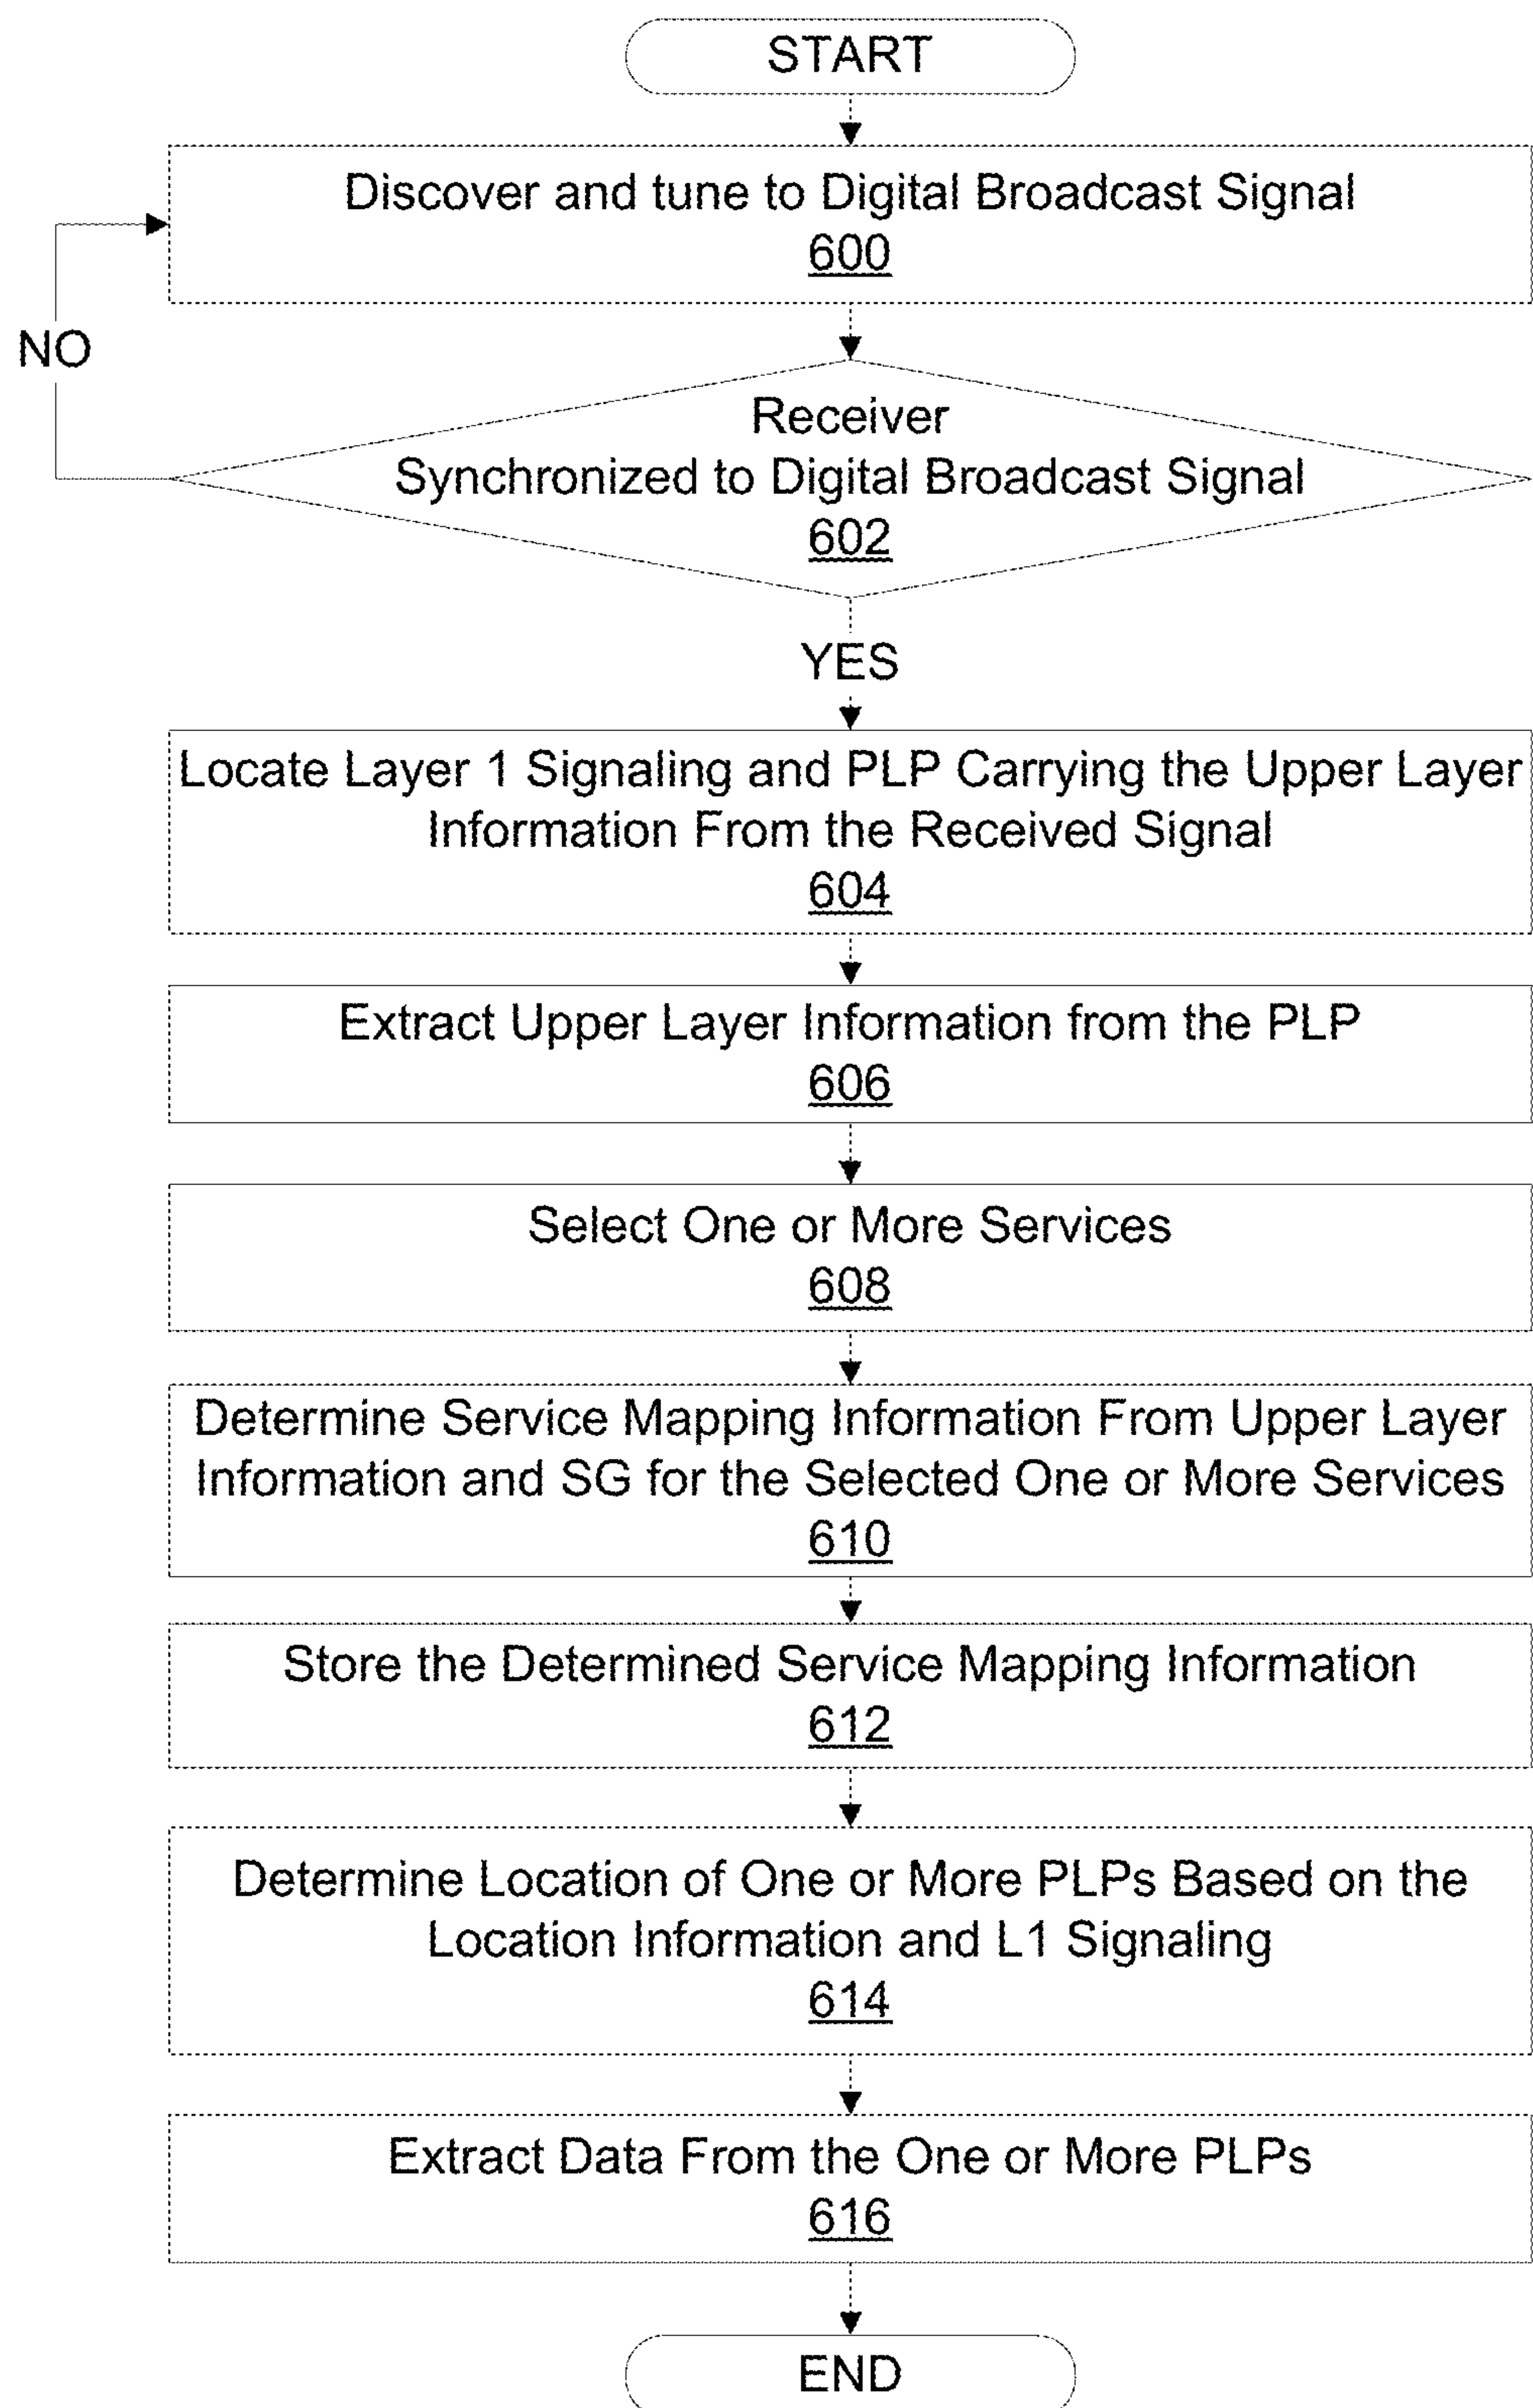 START
Discover and tune to Digital Broadcast Signal
600
NO
Receiver
Synchronized to Digital Broadcast Signal
602
YES
Locate Layer 1 Signaling and PLP Carrying the Upper Layer
Information From the Received Signal
604
Extract Upper Layer Information from the PLP
606
Select One or More Services
608
Determine Service Mapping Information From Upper Layer
Information and SG for the Selected One or More Services
610
Store the Determined Service Mapping Information
612
Determine Location of One or More PLPs Based on the
Location Information and L1 Signaling
614
Extract Data From the One or More PLPs
616
END